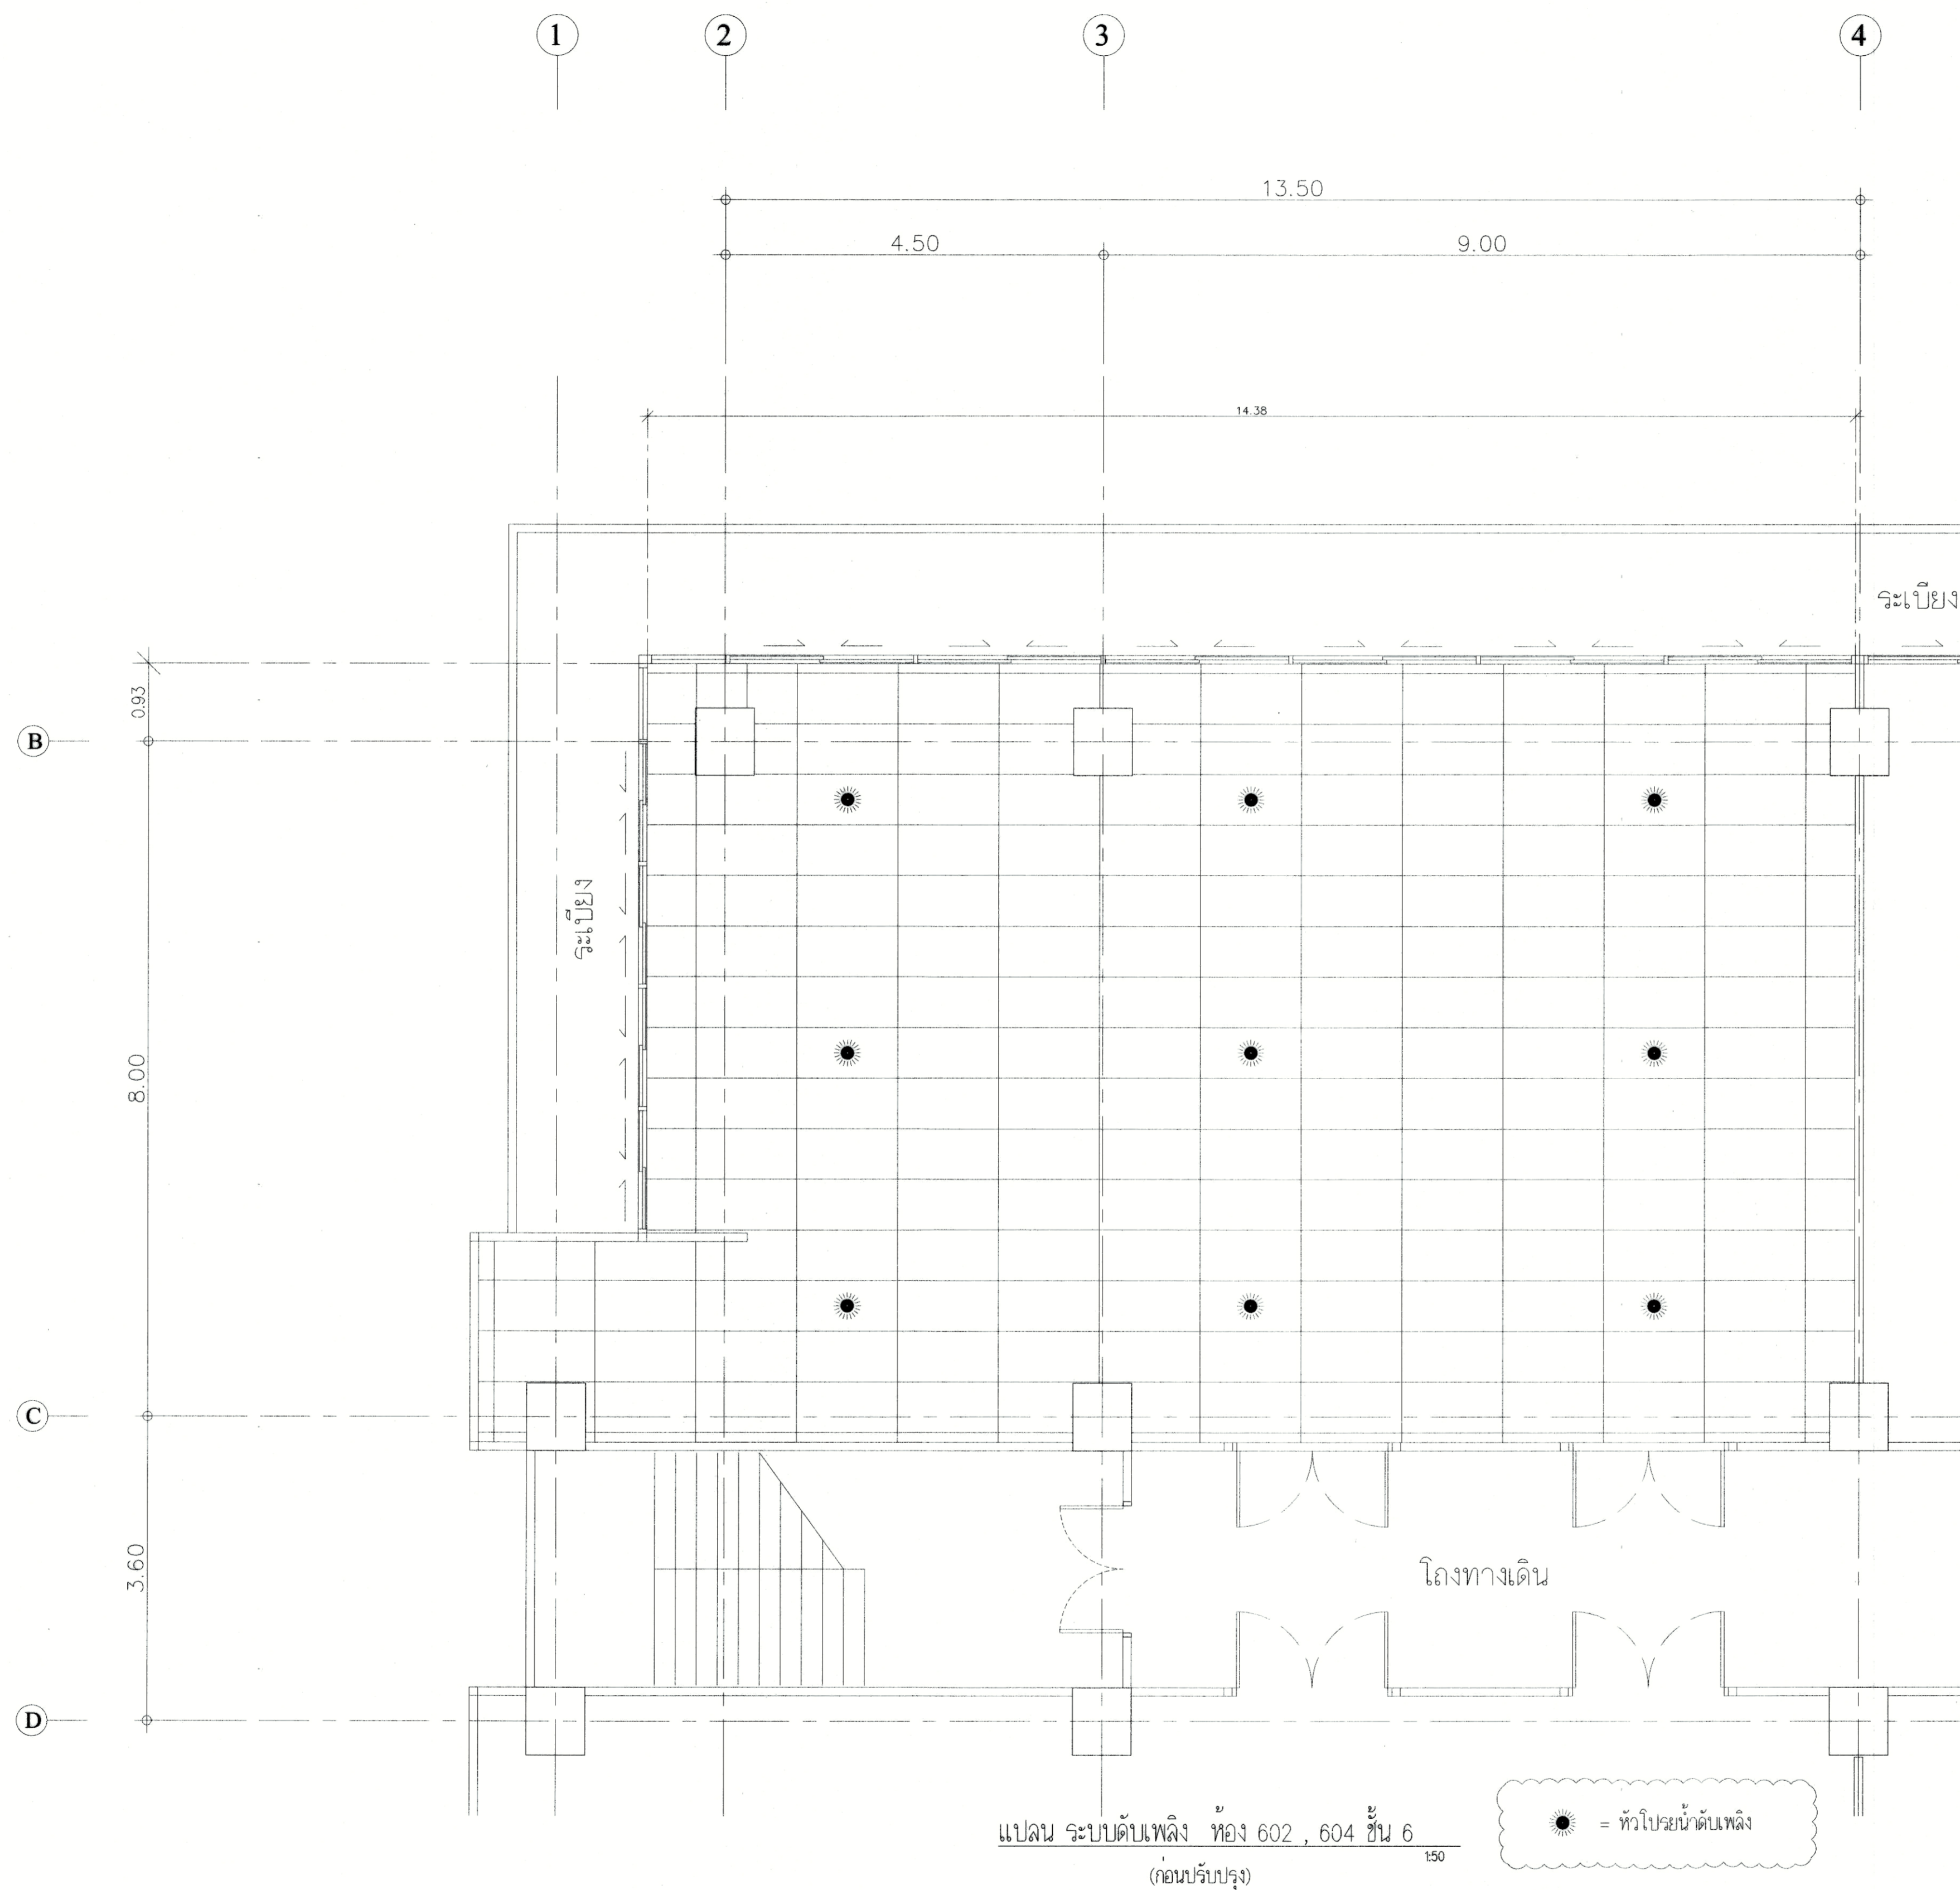 1
2
3
4
13.50
4.50
9.00
14.38
ระเบียง
0.93
B
ระเบียง
8.00
C
3.60
โถงทางเดิน
D
แปลน ระบบดับเพลิง ห้อง 602 , 604 ชั้น 6
1:50
(ก่อนปรับปรุง)
= หัวโปรยน้ำดับเพลิง